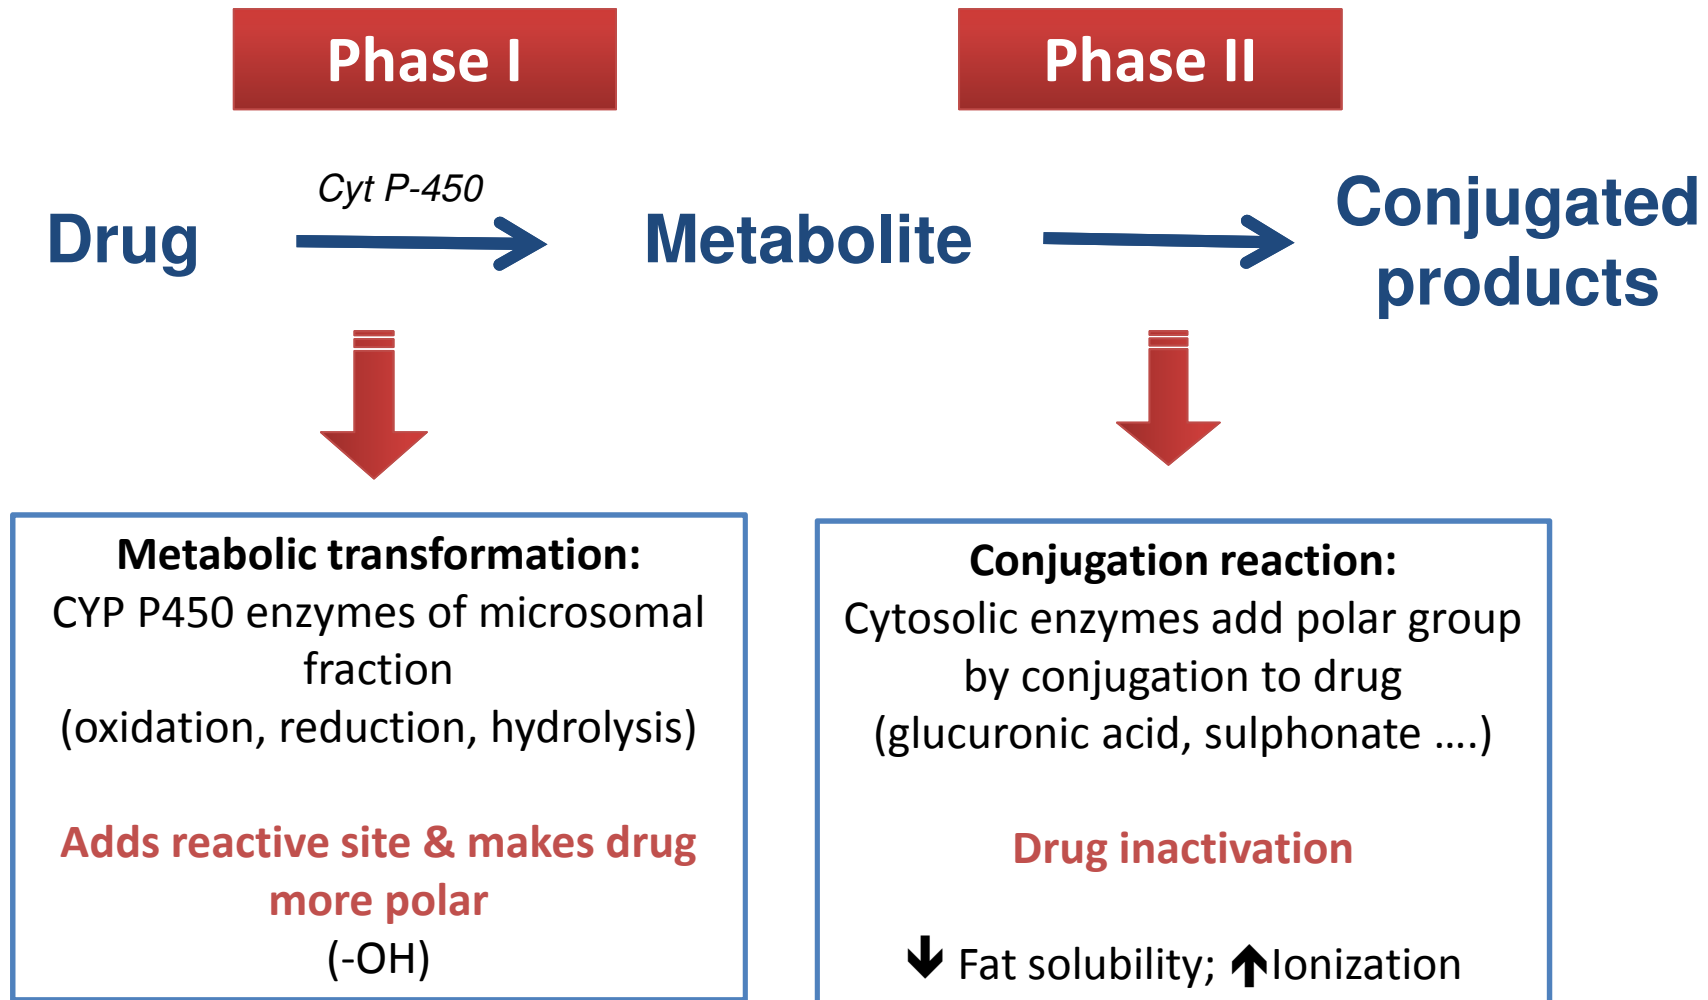 Phase I
Phase II
Cyt P-450
Drug
Metabolite
Conjugated
products
Metabolic transformation:
CYP P450 enzymes of microsomal
fraction
(oxidation, reduction, hydrolysis)
Adds reactive site & makes drug
more polar
(-OH)
Conjugation reaction:
Cytosolic enzymes add polar group
by conjugation to drug
(glucuronic acid, sulphonate ....)
Drug inactivation
🡫 Fat solubility; 🡩Ionization